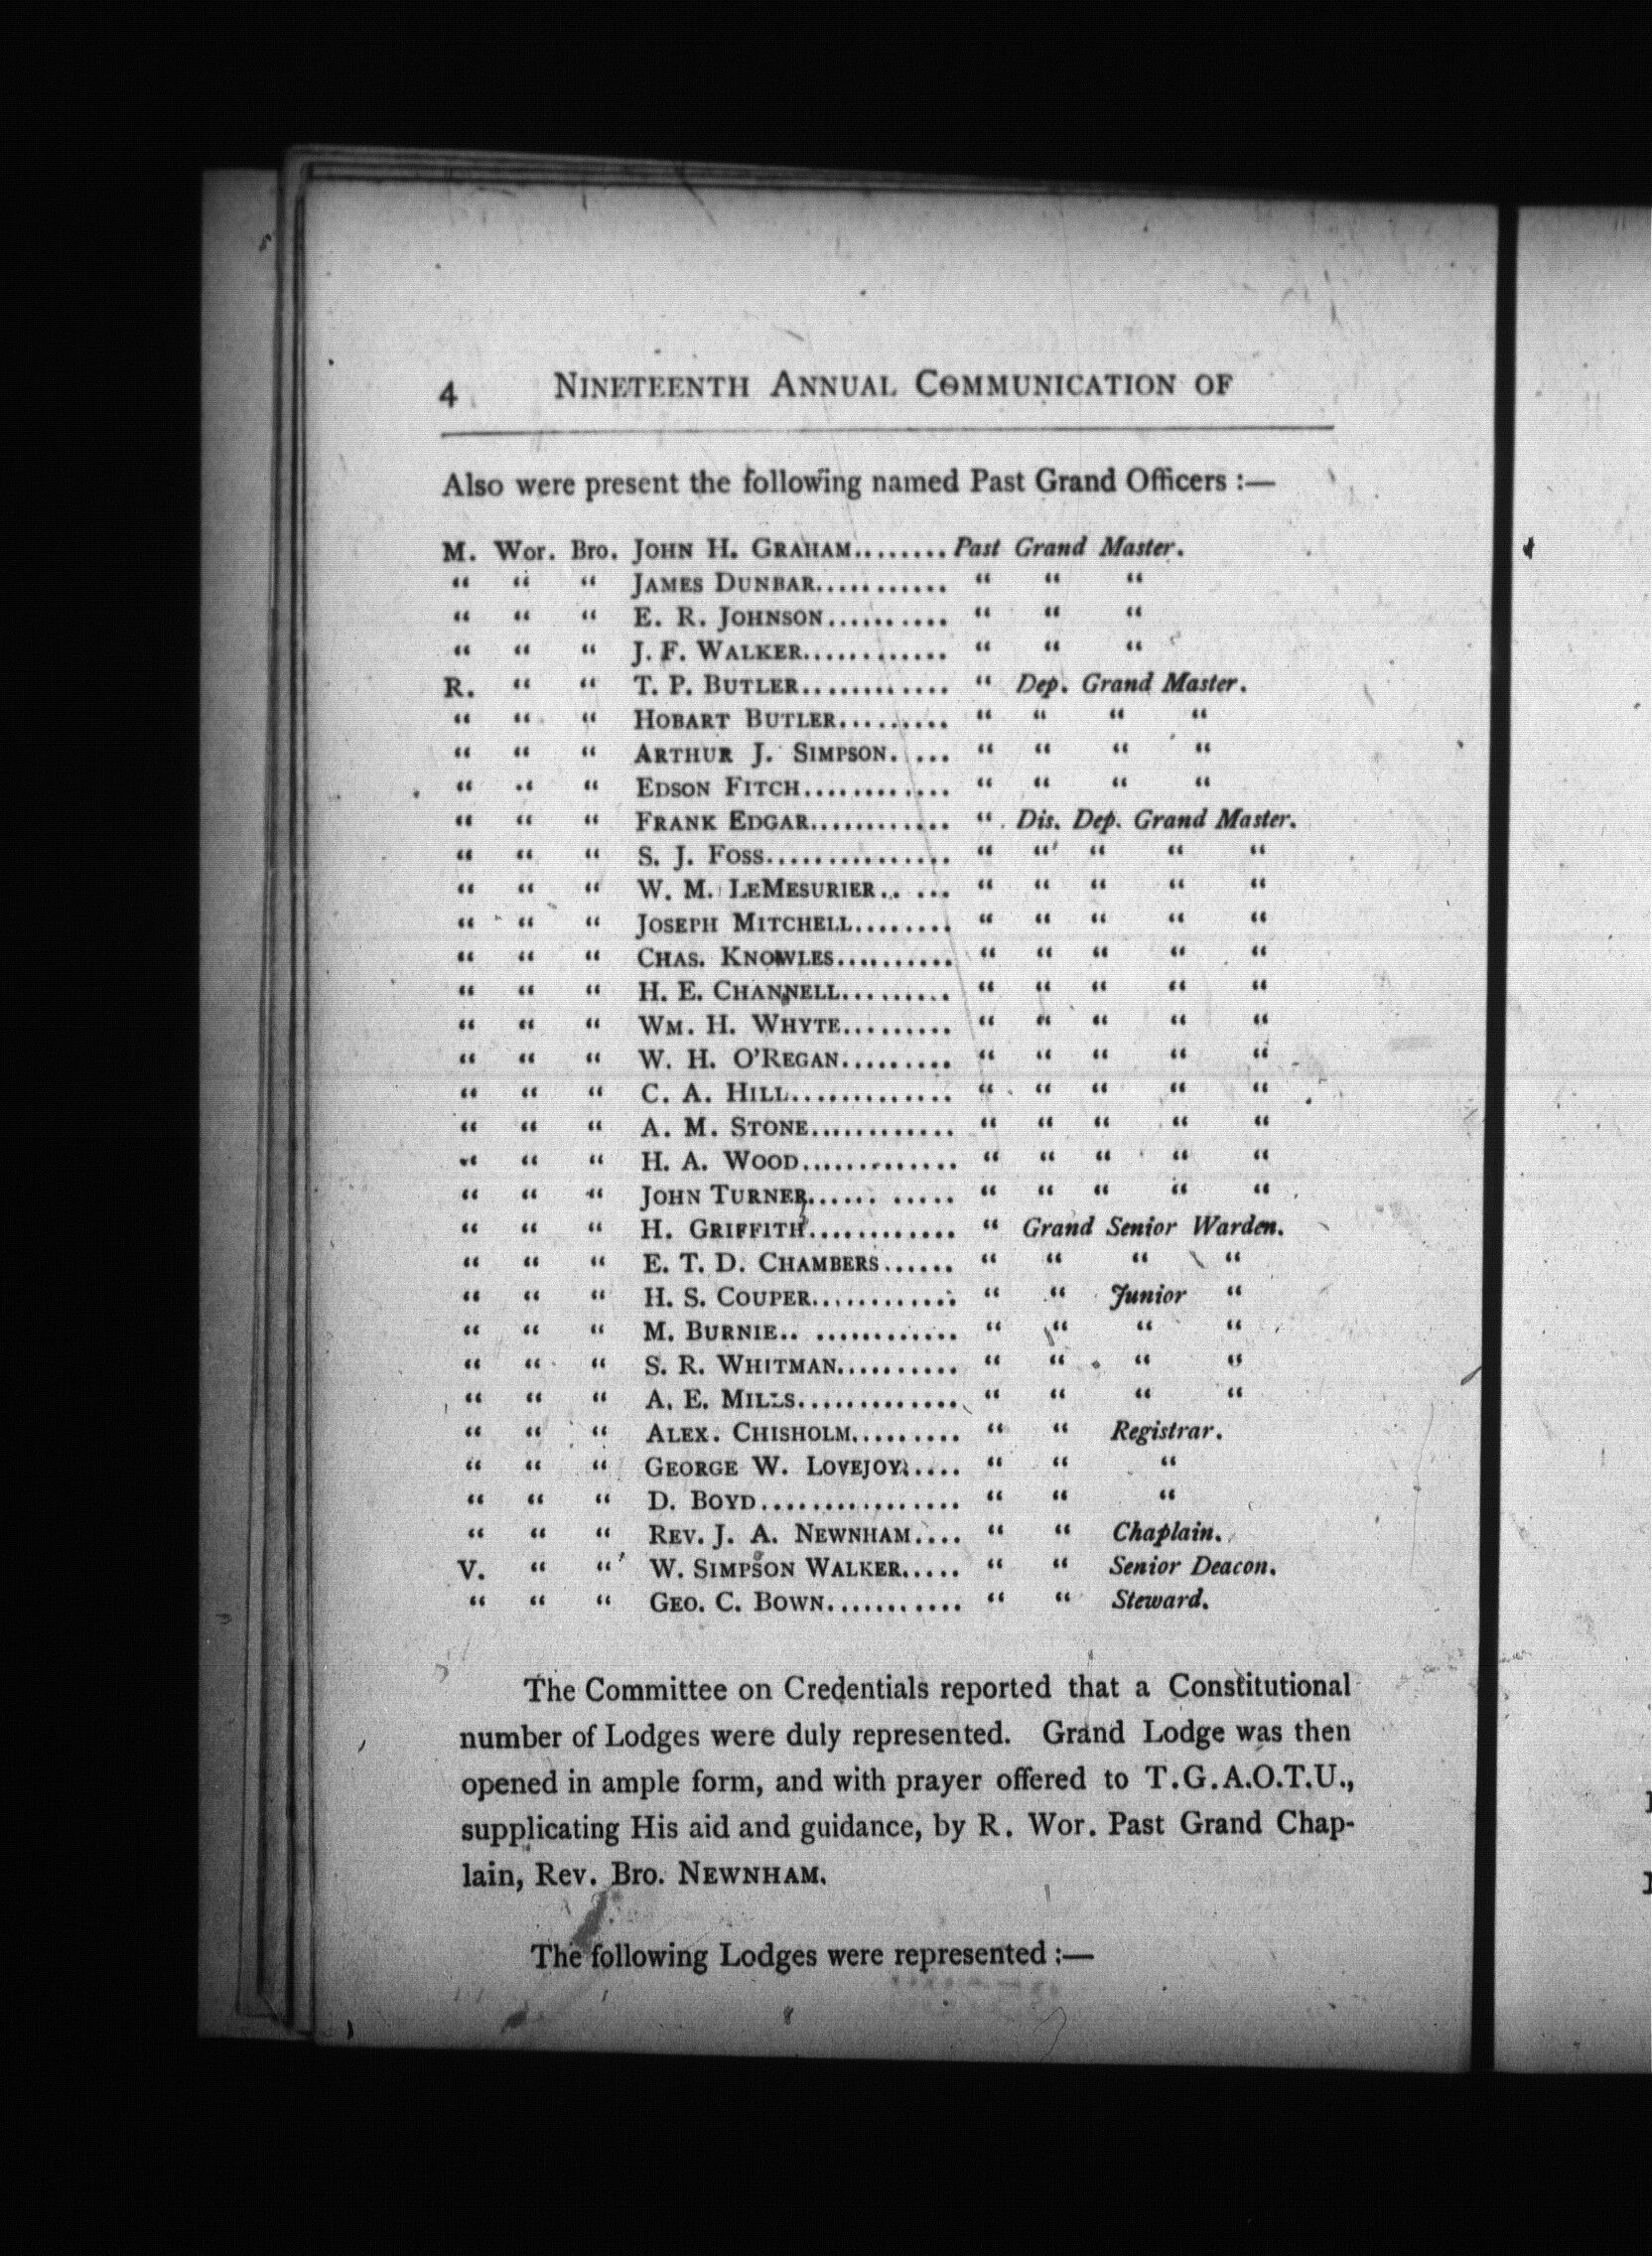 4 NINETEENTH ANNUAL COMMUNICATION OF
Also were present the following named Past Grand Officers :—
M. Wor. Bro. JOHN H. GRAHAM........Past Grand Master.
“ “ “ JAMES DUNBAR........... “ “ “
“ “ “ E. R. JOHNSON.......... “ “ “
“ “ “ J. F. WALKER............ “ “ “
R. “ “ T. P. BUTLER............ “ Dep. Grand Master.
“ “ “ HOBART BUTLER......... “ “ “ “
“ “ “ ARTHUR J. SIMPSON. ... “ “ “ “
“ “ “ EDSON FITCH............ “ “ “ “
“ “ “ FRANK EDGAR............ “ Dis. Dep. Grand Master.
“ “ “ S. J. FOSS............... “ “ “ “ “
“ “ “ W. M. LEMESURIER.. ... “ “ “ “ “
“ “ “ JOSEPH MITCHELL........ “ “ “ “ “
“ “ “ CHAS. KNOWLES.......... “ “ “ “ “
“ “ “ H. E. CHANNELL......... “ “ “ “ “
“ “ “ WM. H. WHYTE......... “ “ “ “ “
“ “ “ W. H. O’REGAN......... “ “ “ “ “
“ “ “ C. A. HILL............. “ “ “ “ “
“ “ “ A. M. STONE............ “ “ “ “ “
“ “ “ H. A. WOOD............. “ “ “ “ “
“ “ “ JOHN TURNER...... ..... “ “ “ “ “
“ “ “ H. GRIFFITH............ “ Grand Senior Warden.
“ “ “ E. T. D. CHAMBERS...... “ “ “ “
“ “ “ H. S. COUPER............ “ “ Junior “
“ “ “ M. BURNIE.. ............ “ “ “ “
“ “ “ S. R. WHITMAN.......... “ “ “ “
“ “ “ A. E. MILLS............. “ “ “ “
“ “ “ ALEX. CHISHOLM......... “ “ Registrar.
“ “ “ GEORGE W. LOVEJOY..... “ “ “
“ “ “ D. BOYD................ “ “ “
“ “ “ REV. J. A. NEWNHAM.... “ “ Chaplain.
V. “ “ W. SIMPSON WALKER..... “ “ Senior Deacon.
“ “ “ GEO. C. BOWN........... “ “ Steward.
The Committee on Credentials reported that a Constitutional
number of Lodges were duly represented. Grand Lodge was then
opened in ample form, and with prayer offered to T.G.A.O.T.U.,
supplicating His aid and guidance, by R. Wor. Past Grand Chap-
lain, Rev. Bro. NEWNHAM.
The following Lodges were represented :—